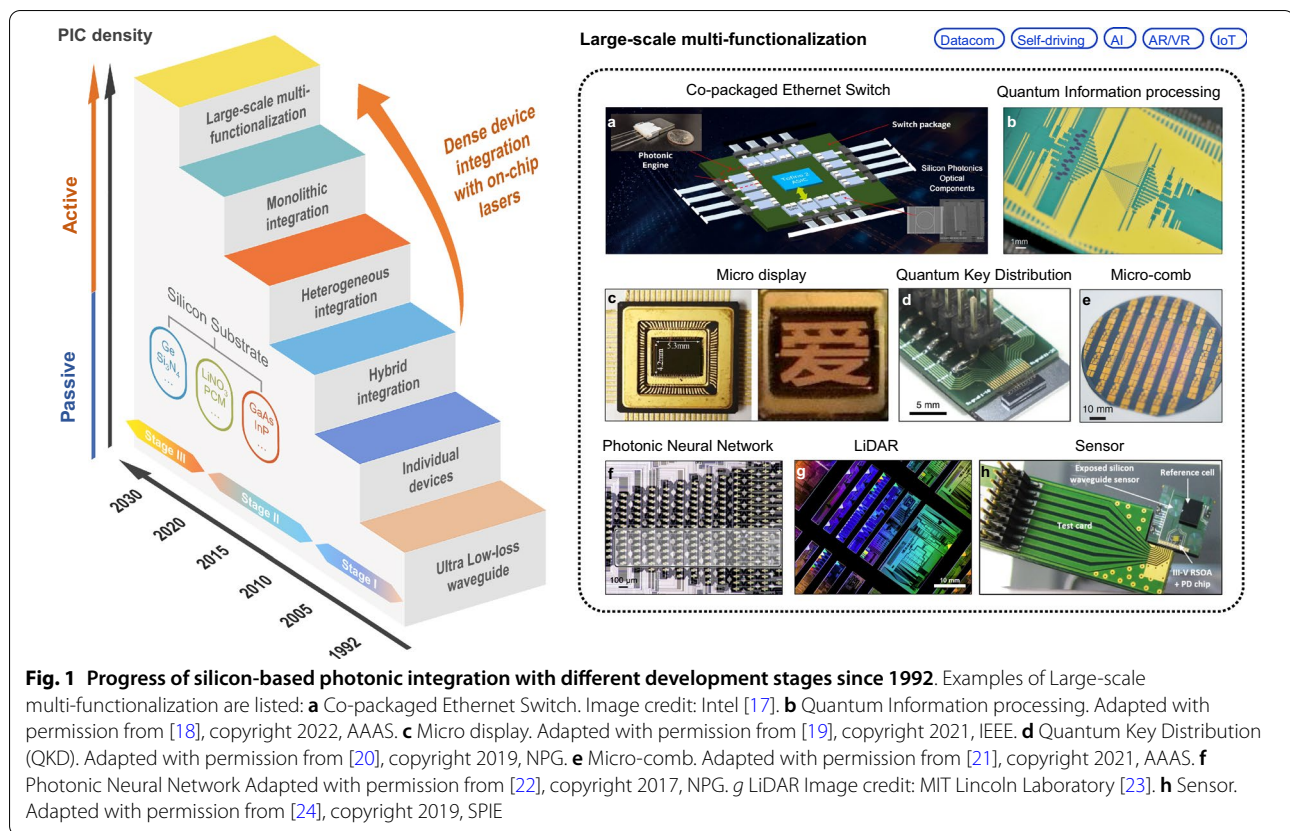 PIC density
Large-scale multi-functionalization
Datacom
Self-driving
AI
AR/VR
IoT
Active
Passive
Large-scale multi-
functionalization
Monolithic
integration
Heterogeneous
integration
Hybrid
integration
Individual
devices
Ultra Low-loss
waveguide
Dense device
integration
with on-chip
lasers
Silicon Substrate
Ge
Si₃N₄
...
LiNO₃
PCM
...
GaAs
InP
...
Stage III
Stage II
Stage I
2030
2020
2015
2010
2005
1992
Co-packaged Ethernet Switch
a
Photonic
Engine
Switch package
Silicon Photonics
Optical
Components
Quantum Information processing
b
1mm
Micro display
c
5.3mm
4.2mm
爱
Quantum Key Distribution
d
5 mm
Micro-comb
e
10 mm
Photonic Neural Network
f
100 μm
LiDAR
g
10 mm
Sensor
h
Exposed silicon
waveguide sensor
Reference cell
Test card
III-V RSOA
+ PD chip
Fig. 1 Progress of silicon-based photonic integration with different development stages since 1992. Examples of Large-scale
multi-functionalization are listed: a Co-packaged Ethernet Switch. Image credit: Intel [17]. b Quantum Information processing. Adapted with
permission from [18], copyright 2022, AAAS. c Micro display. Adapted with permission from [19], copyright 2021, IEEE. d Quantum Key Distribution
(QKD). Adapted with permission from [20], copyright 2019, NPG. e Micro-comb. Adapted with permission from [21], copyright 2021, AAAS. f
Photonic Neural Network Adapted with permission from [22], copyright 2017, NPG. g LiDAR Image credit: MIT Lincoln Laboratory [23]. h Sensor.
Adapted with permission from [24], copyright 2019, SPIE